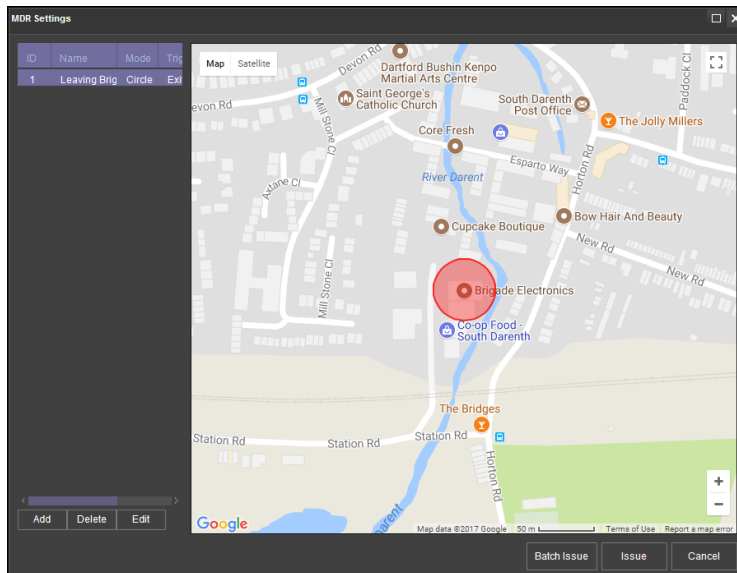 MDR Settings
ID Name Mode Trig
1 Leaving Brig Circle Exi
Map Satellite
Devon Rd
Dartford Bushin Kenpo
Martial Arts Centre
Paddock Cl
Saint George's
Catholic Church
evon Rd
Mill Stone Cl
South Darenth
Post Office
The Jolly Millers
Core Fresh
Esparto Way
Horton Rd
River Darent
Axtane Cl
Bow Hair And Beauty
Cupcake Boutique
New Rd
New Rd
Mill Stone Cl
Brigade Electronics
Co-op Food -
South Darenth
The Bridges
Station Rd
Station Rd
Station Rd
Horton Rd
Darent
+
−
Add Delete Edit
Google
Map data ©2017 Google 50 m Terms of Use Report a map error
Batch Issue Issue Cancel